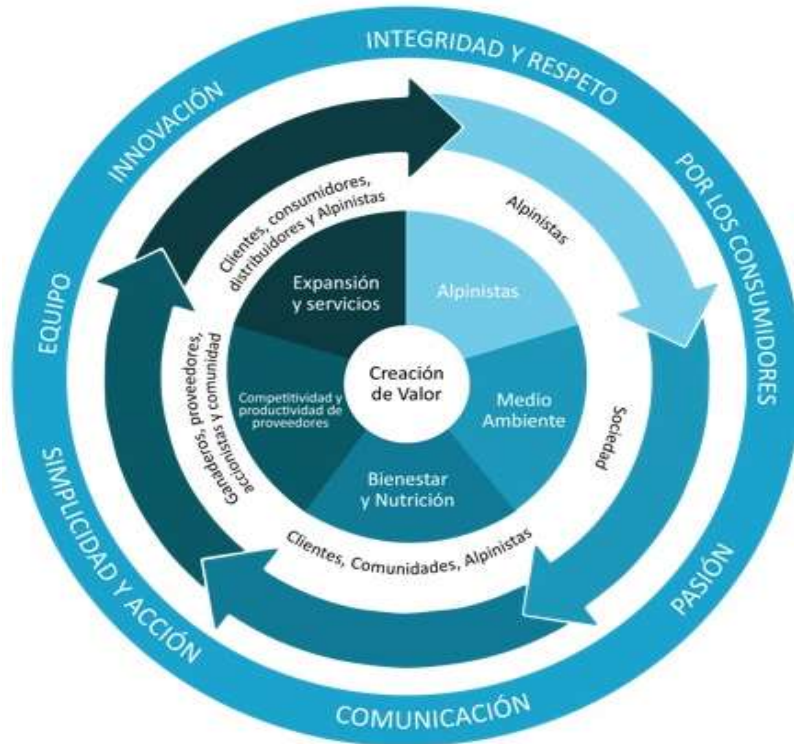 INTEGRIDAD Y RESPETO
POR LOS CONSUMIDORES
PASIÓN
COMUNICACIÓN
SIMPLICIDAD Y ACCIÓN
EQUIPO
INNOVACIÓN
Alpinistas
Sociedad
Clientes, Comunidades, Alpinistas
Ganaderos, proveedores,
accionistas y comunidad
Clientes, consumidores,
distribuidores y Alpinistas
Alpinistas
Medio
Ambiente
Bienestar
y Nutrición
Competitividad y
productividad de
proveedores
Expansión
y servicios
Creación
de Valor